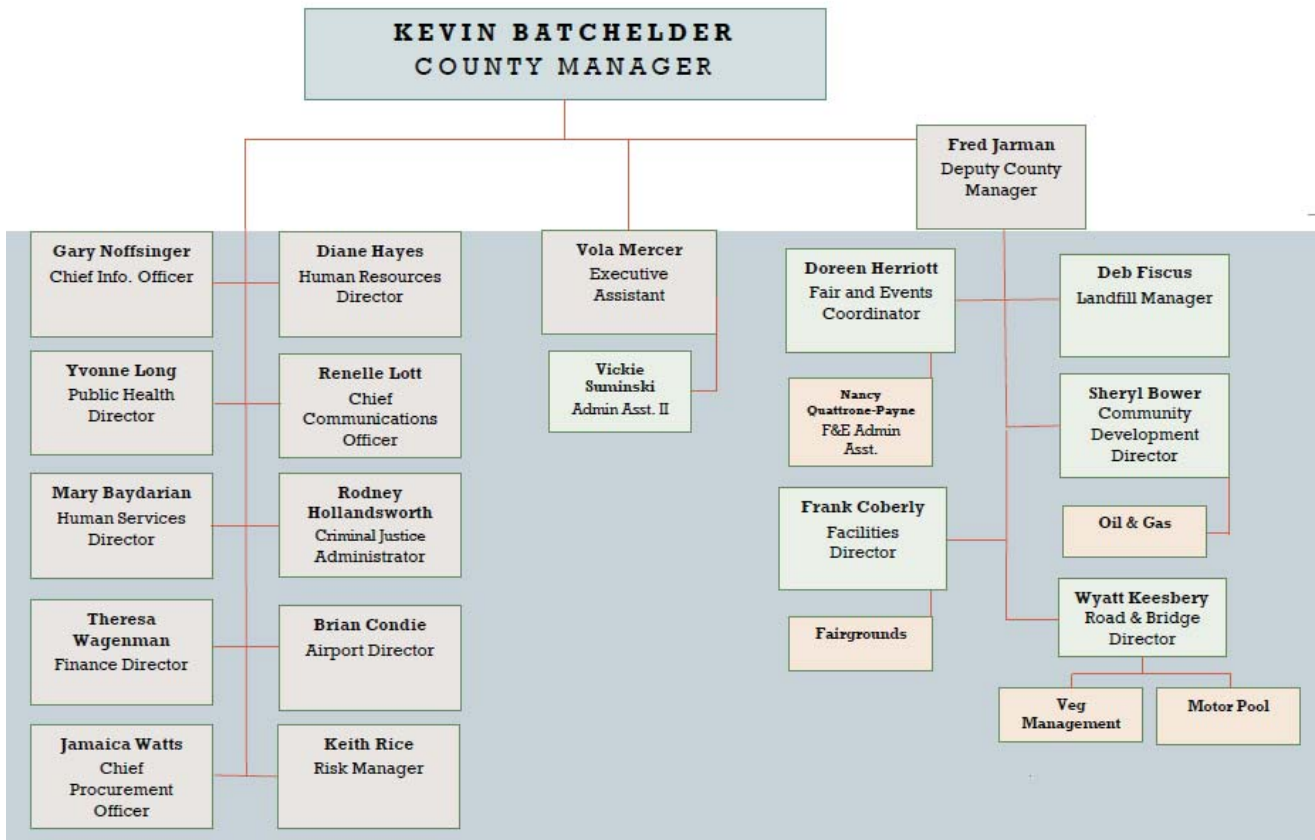 KEVIN BATCHELDER
COUNTY MANAGER
Fred Jarman
Deputy County
Manager
Gary Noffsinger
Chief Info. Officer
Diane Hayes
Human Resources
Director
Yvonne Long
Public Health
Director
Renelle Lott
Chief
Communications
Officer
Mary Baydarian
Human Services
Director
Rodney
Hollandsworth
Criminal Justice
Administrator
Theresa
Wagenman
Finance Director
Brian Condie
Airport Director
Jamaica Watts
Chief
Procurement
Officer
Keith Rice
Risk Manager
Vola Mercer
Executive
Assistant
Vickie
Suminski
Admin Asst. II
Doreen Herriott
Fair and Events
Coordinator
Nancy
Quattrone-Payne
F&E Admin
Asst.
Frank Coberly
Facilities
Director
Fairgrounds
Deb Fiscus
Landfill Manager
Sheryl Bower
Community
Development
Director
Oil & Gas
Wyatt Keesbery
Road & Bridge
Director
Veg
Management
Motor Pool